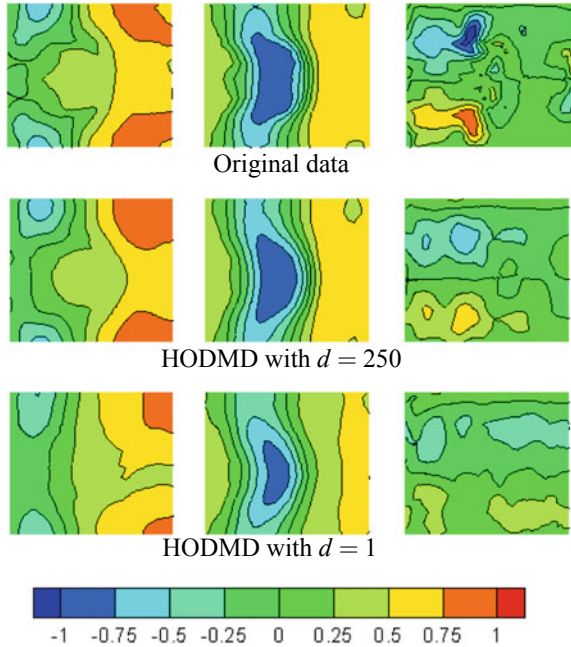 Original data
HODMD with d = 250
HODMD with d = 1
-1 -0.75 -0.5 -0.25 0 0.25 0.5 0.75 1